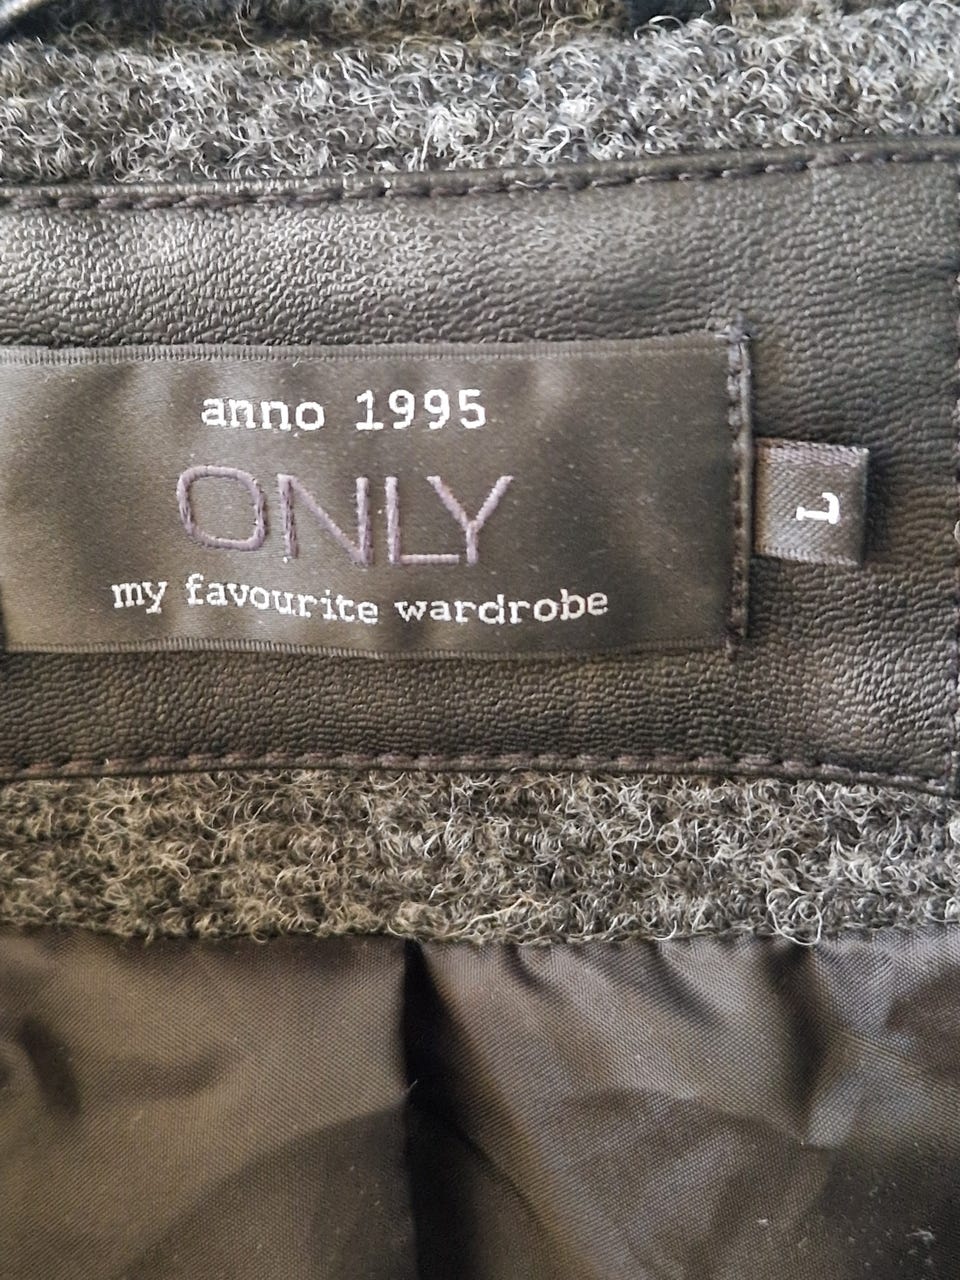 anno 1995
ONLY
my favourite wardrobe
L